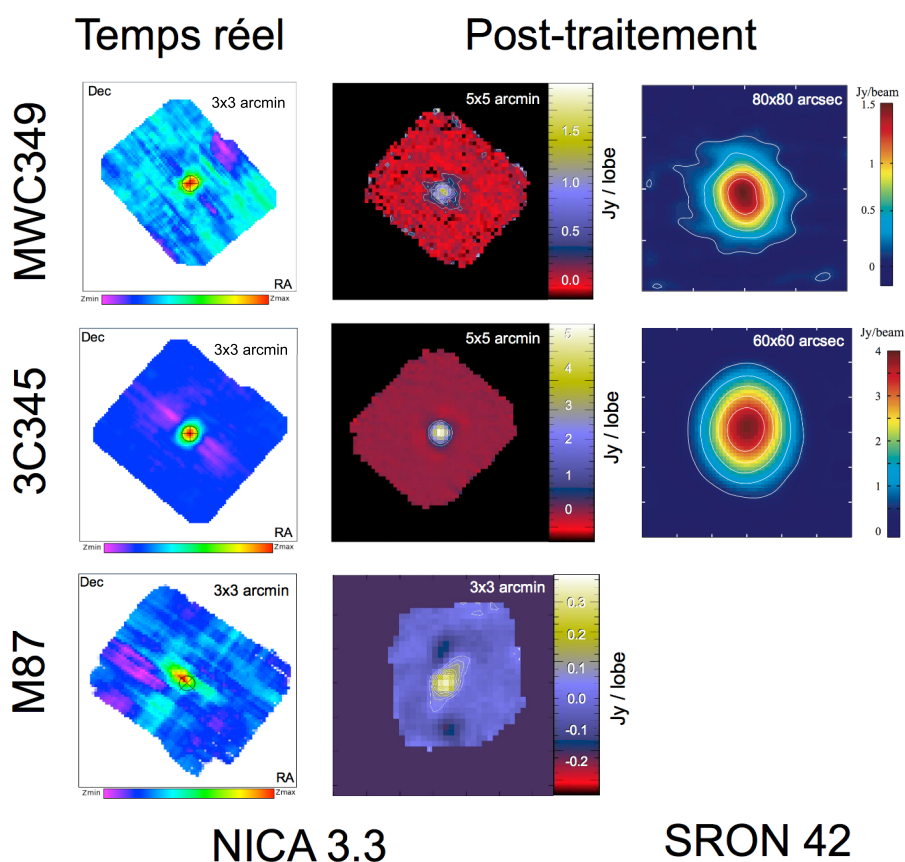 Temps réel
Post-traitement
MWC349
Dec
3x3 arcmin
RA
Zmin
Zmax
5x5 arcmin
1.5
1.0
0.5
0.0
Jy / lobe
80x80 arcsec
Jy/beam
1.5
1
0.5
0
3C345
Dec
3x3 arcmin
RA
Zmin
Zmax
5x5 arcmin
5
4
3
2
1
0
Jy / lobe
60x60 arcsec
Jy/beam
4
3
2
1
0
M87
Dec
3x3 arcmin
RA
Zmin
Zmax
3x3 arcmin
0.3
0.2
0.1
0.0
-0.1
-0.2
Jy / lobe
NICA 3.3
SRON 42